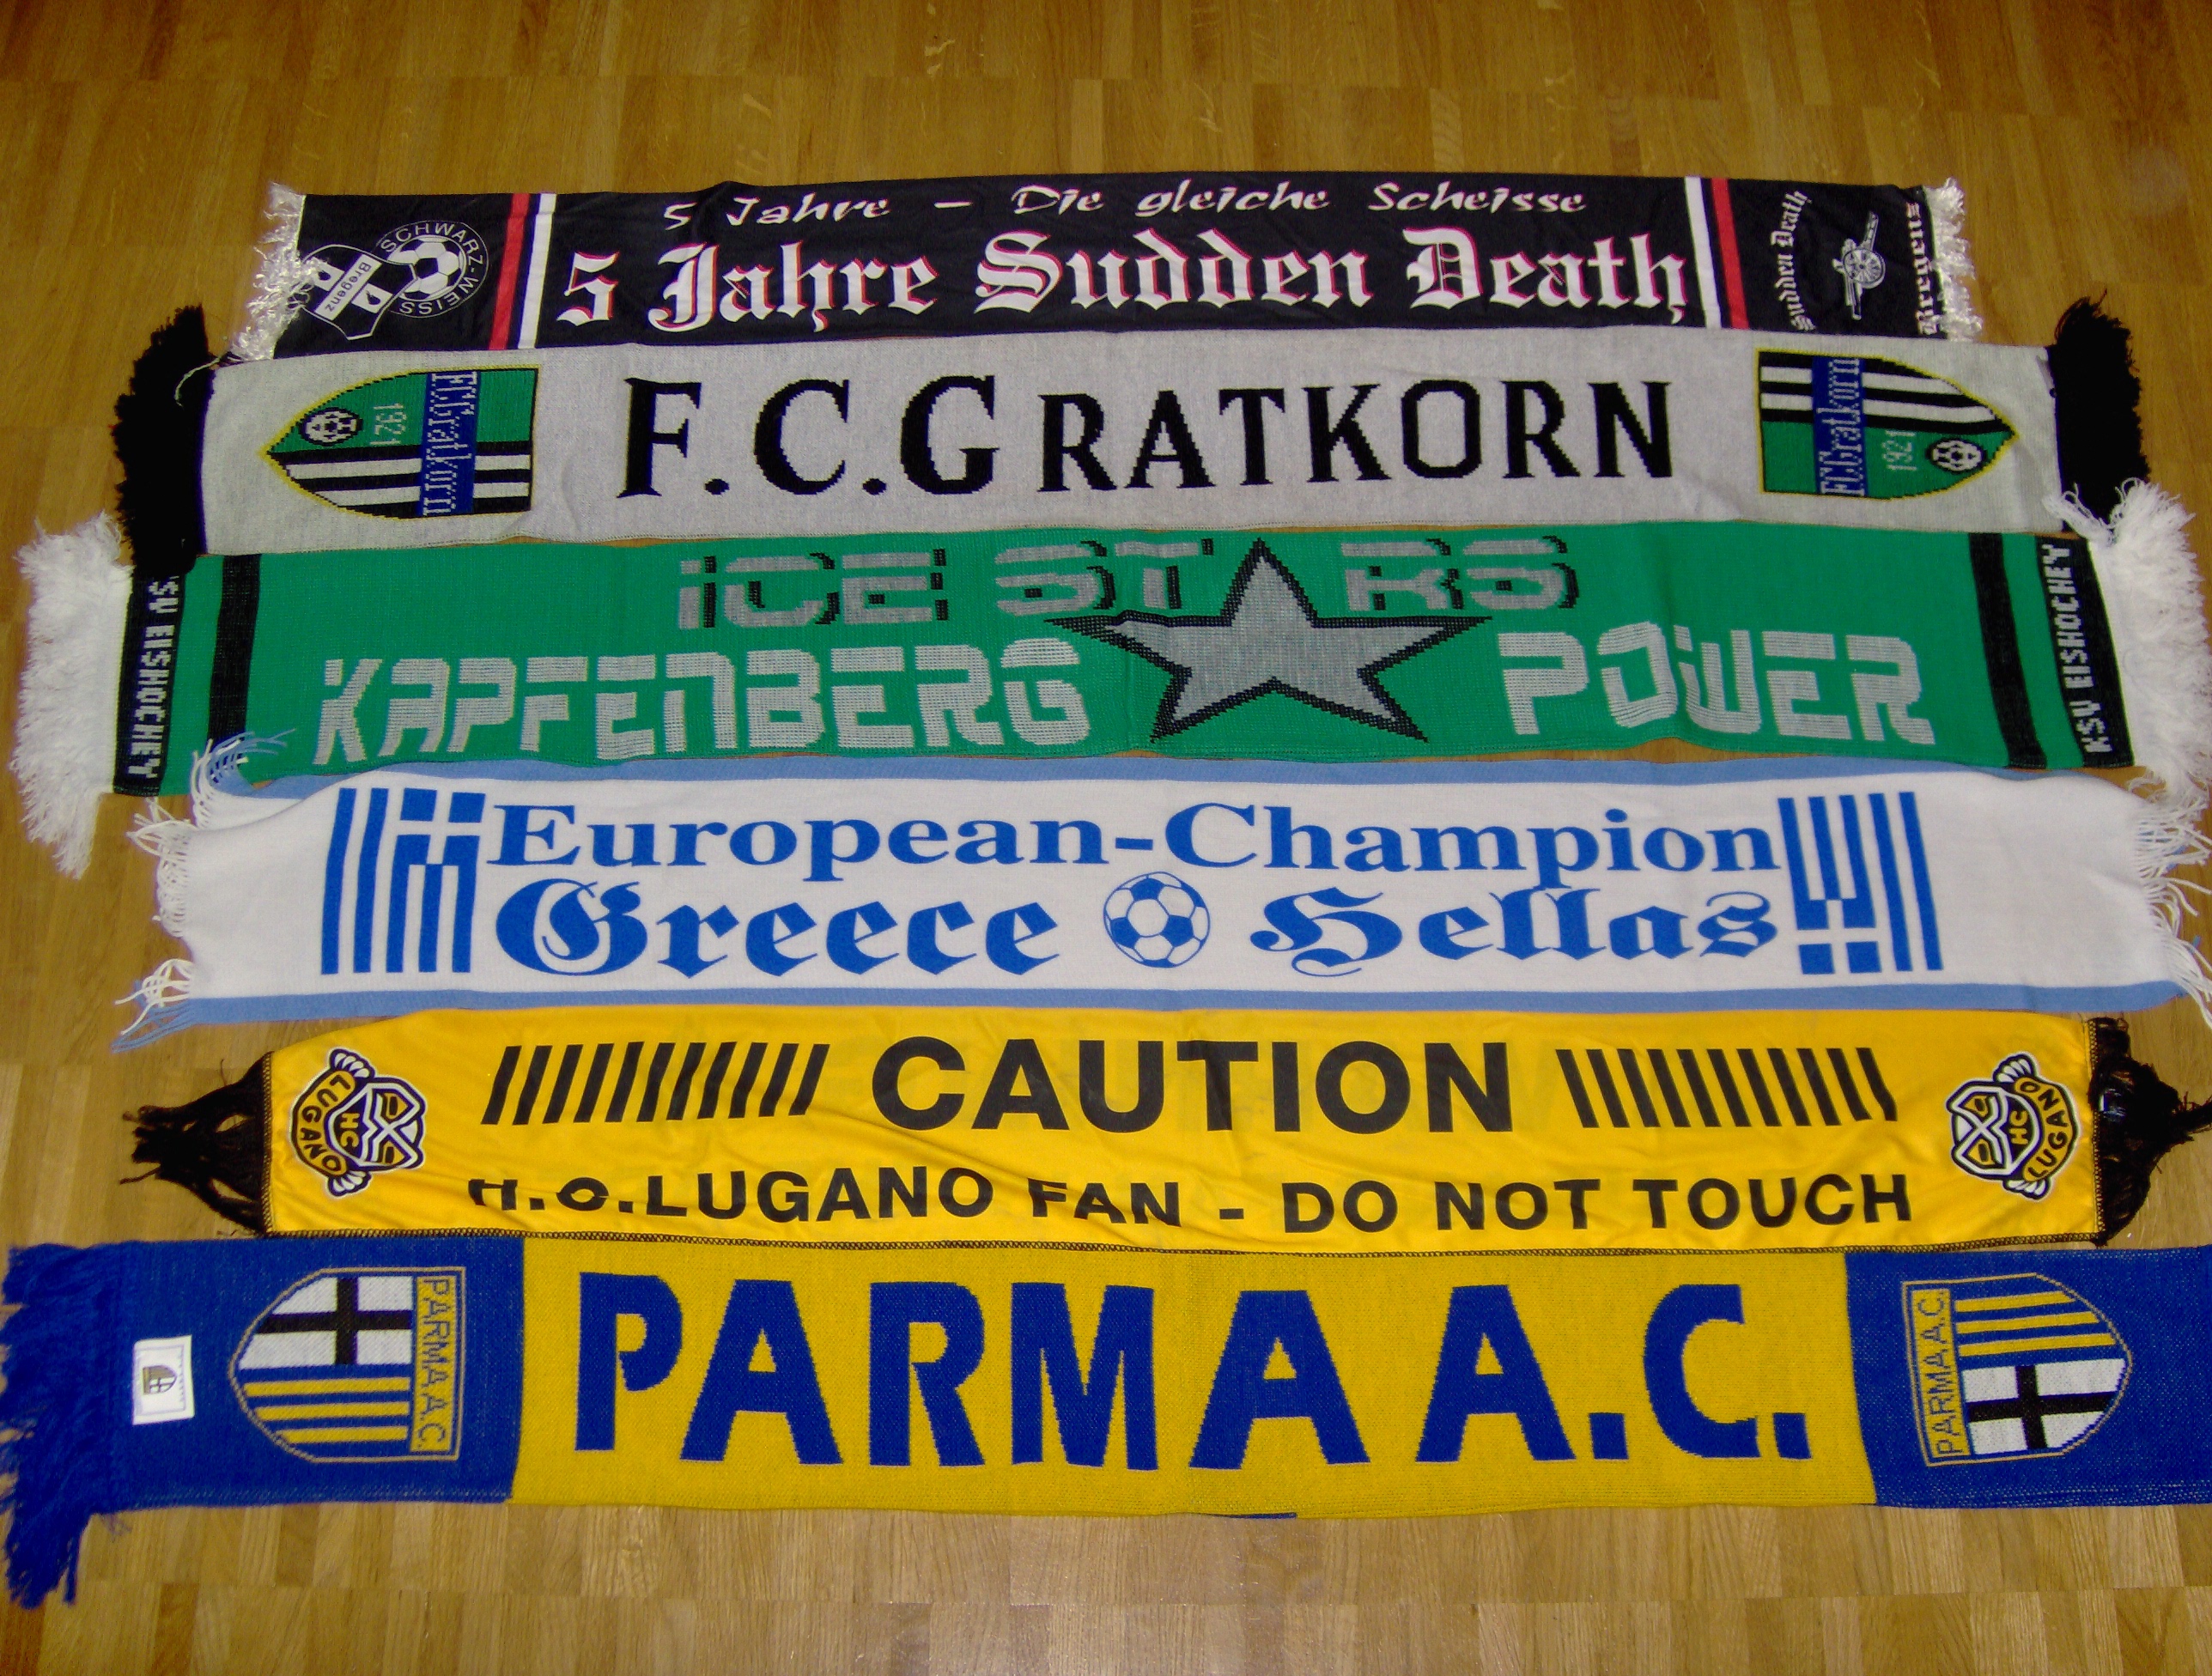 5 Jahre - Die gleiche Scheisse
5 Jahre Sudden Death
SCHWARZ-WEISS
Bregenz
Sudden Death
Bregenz
FC.Gratkorn
1921
F.C.GRATKORN
FC.Gratkorn
1921
ICE ST RS
KAPFENBERG POWER
SV EISHOCKEY
KSV EISHOCKEY
European-Champion
Greece Hellas
HC
LUGANO
CAUTION
H.C.LUGANO FAN - DO NOT TOUCH
HC
LUGANO
PARMA A.C.
PARMA A.C.
PARMA A.C.